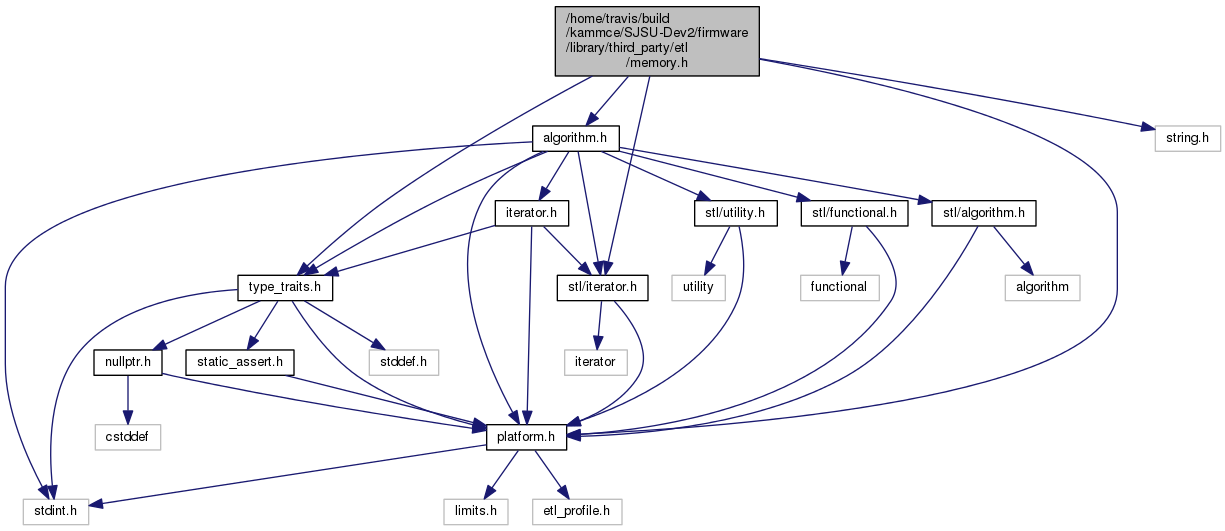 /home/travis/build
/kammce/SJSU-Dev2/firmware
/library/third_party/etl
/memory.h
algorithm.h
string.h
iterator.h
stl/utility.h
stl/functional.h
stl/algorithm.h
type_traits.h
stl/iterator.h
utility
functional
algorithm
nullptr.h
static_assert.h
stddef.h
iterator
cstddef
platform.h
stdint.h
limits.h
etl_profile.h